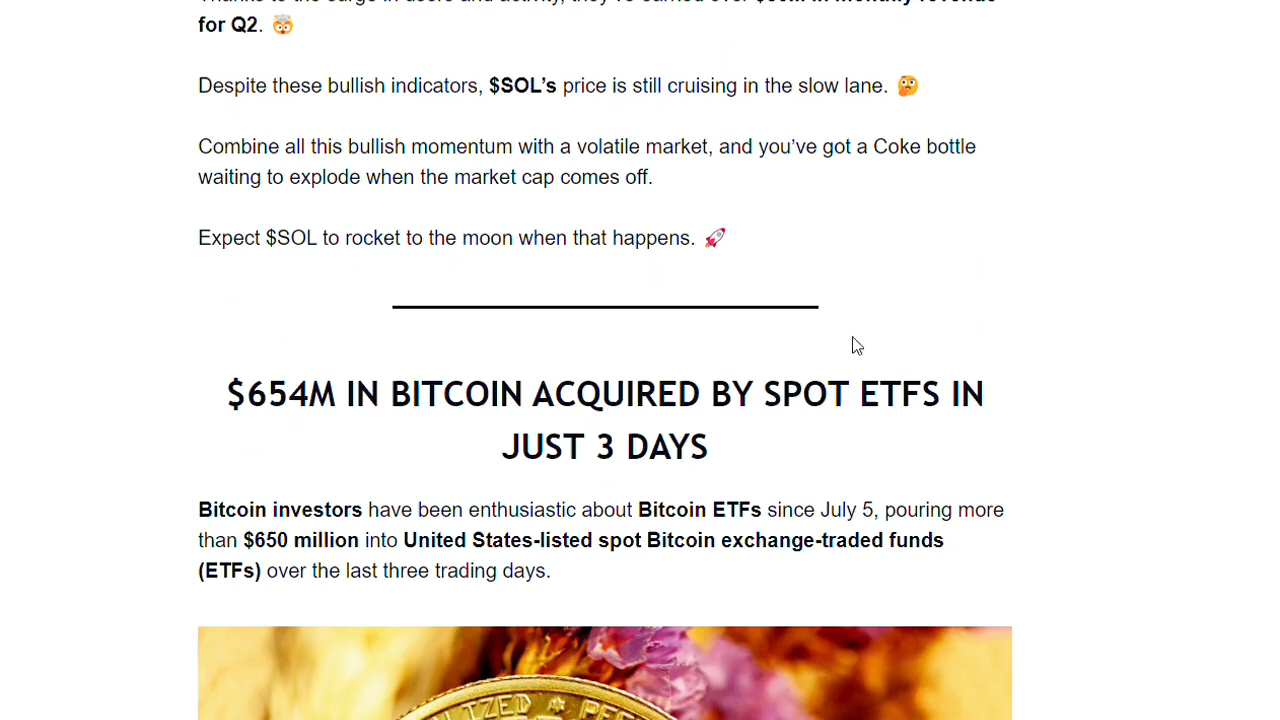 for Q2. 🤯
Despite these bullish indicators, $SOL’s price is still cruising in the slow lane. 🤔
Combine all this bullish momentum with a volatile market, and you’ve got a Coke bottle
waiting to explode when the market cap comes off.
Expect $SOL to rocket to the moon when that happens. 🚀
$654M IN BITCOIN ACQUIRED BY SPOT ETFS IN
JUST 3 DAYS
Bitcoin investors have been enthusiastic about Bitcoin ETFs since July 5, pouring more
than $650 million into United States-listed spot Bitcoin exchange-traded funds
(ETFs) over the last three trading days.